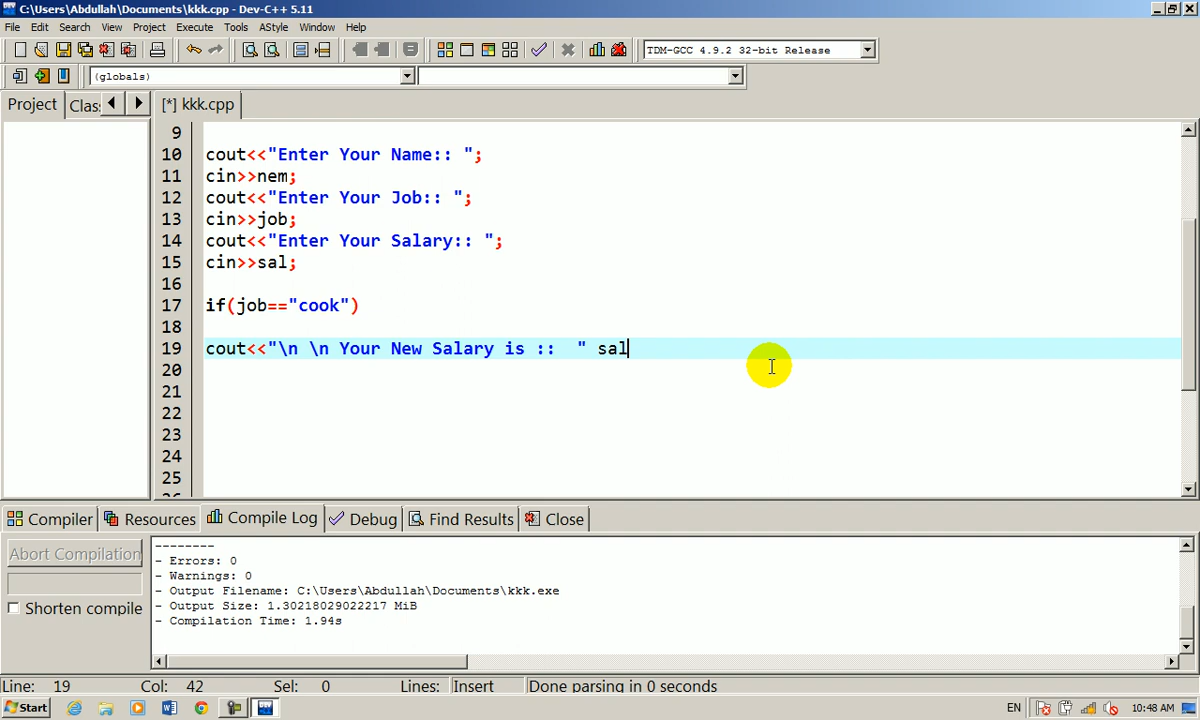 C:\Users\Abdullah\Documents\kkk.cpp - Dev-C++ 5.11
File Edit Search View Project Execute Tools AStyle Window Help
TDM-GCC 4.9.2 32-bit Release
(globals)
Project Clas [*] kkk.cpp
9
10 cout<<"Enter Your Name:: ";
11 cin>>nem;
12 cout<<"Enter Your Job:: ";
13 cin>>job;
14 cout<<"Enter Your Salary:: ";
15 cin>>sal;
16
17 if(job=="cook")
18
19 cout<<"\n \n Your New Salary is ::  " sal
20
21
22
23
24
25
Compiler Resources Compile Log Debug Find Results Close
Abort Compilation
Shorten compile
--------
- Errors: 0
- Warnings: 0
- Output Filename: C:\Users\Abdullah\Documents\kkk.exe
- Output Size: 1.30218029022217 MiB
- Compilation Time: 1.94s
Line: 19 Col: 42 Sel: 0 Lines: Insert Done parsing in 0 seconds
Start EN 10:48 AM